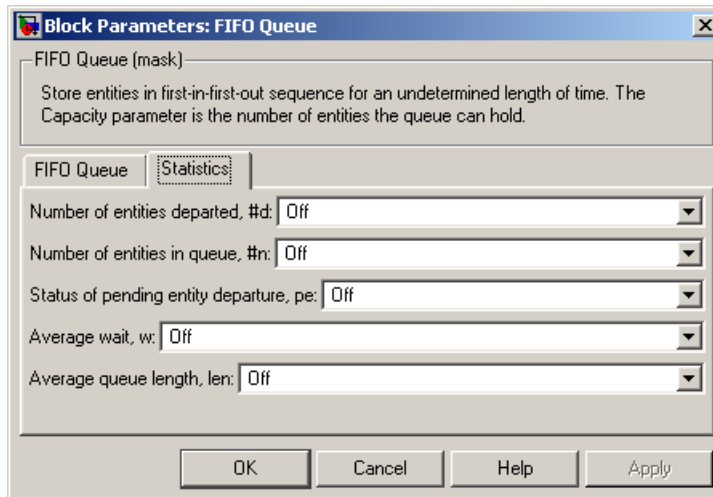 Block Parameters: FIFO Queue
FIFO Queue (mask)
Store entities in first-in-first-out sequence for an undetermined length of time. The
Capacity parameter is the number of entities the queue can hold.
FIFO Queue Statistics
Number of entities departed, #d: Off
Number of entities in queue, #n: Off
Status of pending entity departure, pe: Off
Average wait, w: Off
Average queue length, len: Off
OK Cancel Help Apply